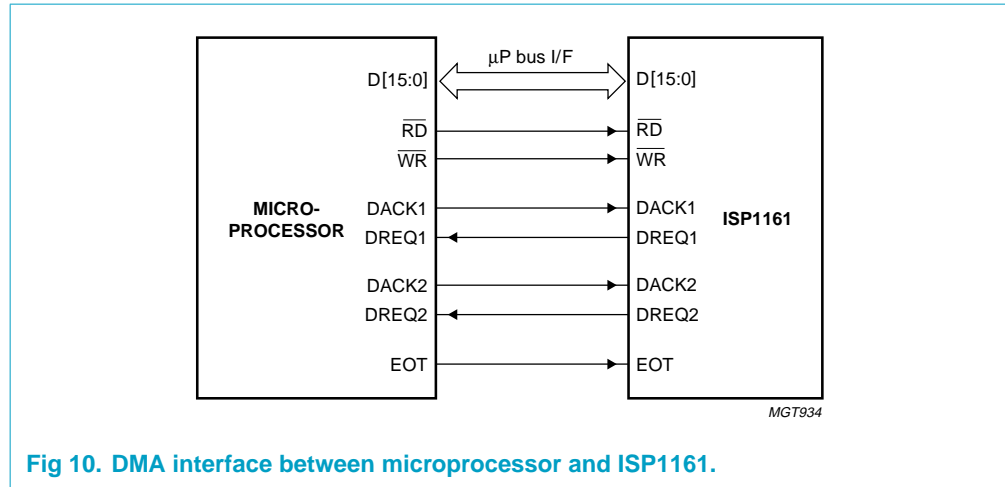 μP bus I/F
D[15:0] D[15:0]
RD RD
WR WR
MICRO-
PROCESSOR
DACK1 DACK1
DREQ1 DREQ1
ISP1161
DACK2 DACK2
DREQ2 DREQ2
EOT EOT
MGT934
Fig 10. DMA interface between microprocessor and ISP1161.